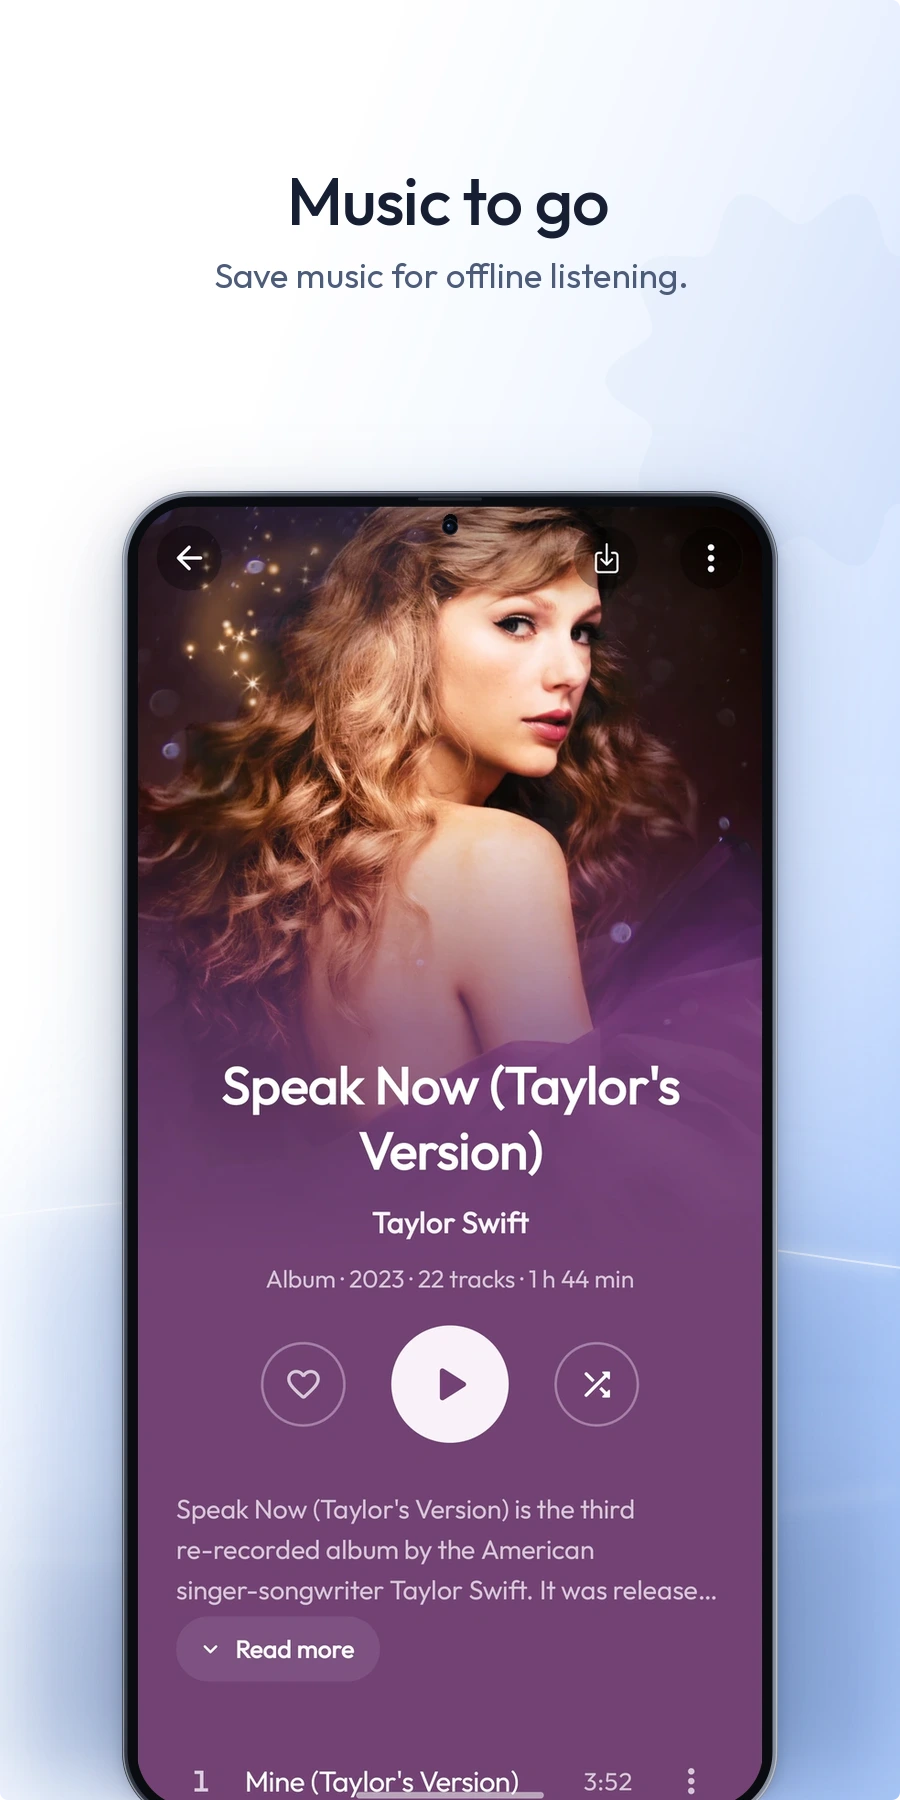 Music to go
Save music for offline listening.
Speak Now (Taylor's
Version)
Taylor Swift
Album · 2023 · 22 tracks · 1 h 44 min
Speak Now (Taylor's Version) is the third
re-recorded album by the American
singer-songwriter Taylor Swift. It was release...
Read more
1 Mine (Taylor's Version) 3:52